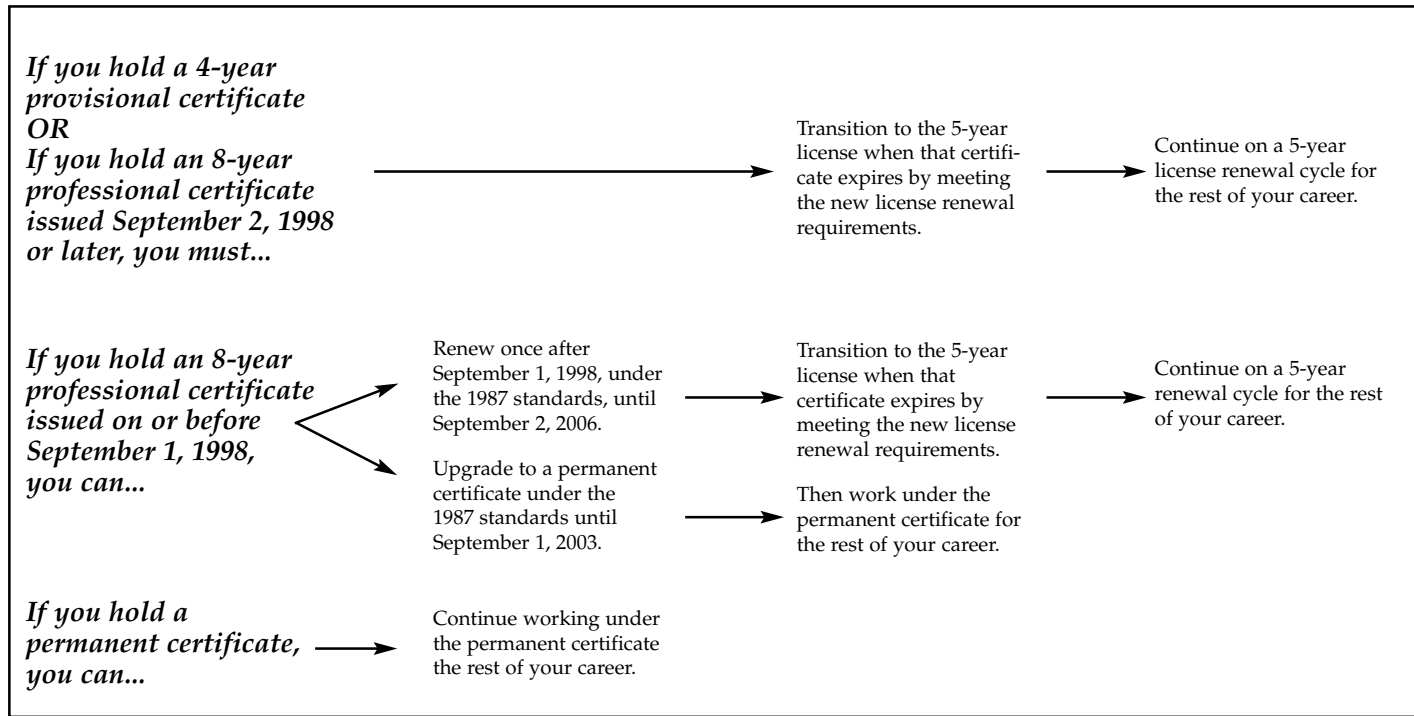 If you hold a 4-year
provisional certificate
OR
If you hold an 8-year
professional certificate
issued September 2, 1998
or later, you must...
Transition to the 5-year
license when that certifi-
cate expires by meeting
the new license renewal
requirements.
Continue on a 5-year
license renewal cycle for
the rest of your career.
If you hold an 8-year
professional certificate
issued on or before
September 1, 1998,
you can...
Renew once after
September 1, 1998, under
the 1987 standards, until
September 2, 2006.
Transition to the 5-year
license when that
certificate expires by
meeting the new license
renewal requirements.
Continue on a 5-year
renewal cycle for the rest
of your career.
Upgrade to a permanent
certificate under the
1987 standards until
September 1, 2003.
Then work under the
permanent certificate for
the rest of your career.
If you hold a
permanent certificate,
you can...
Continue working under
the permanent certificate
the rest of your career.